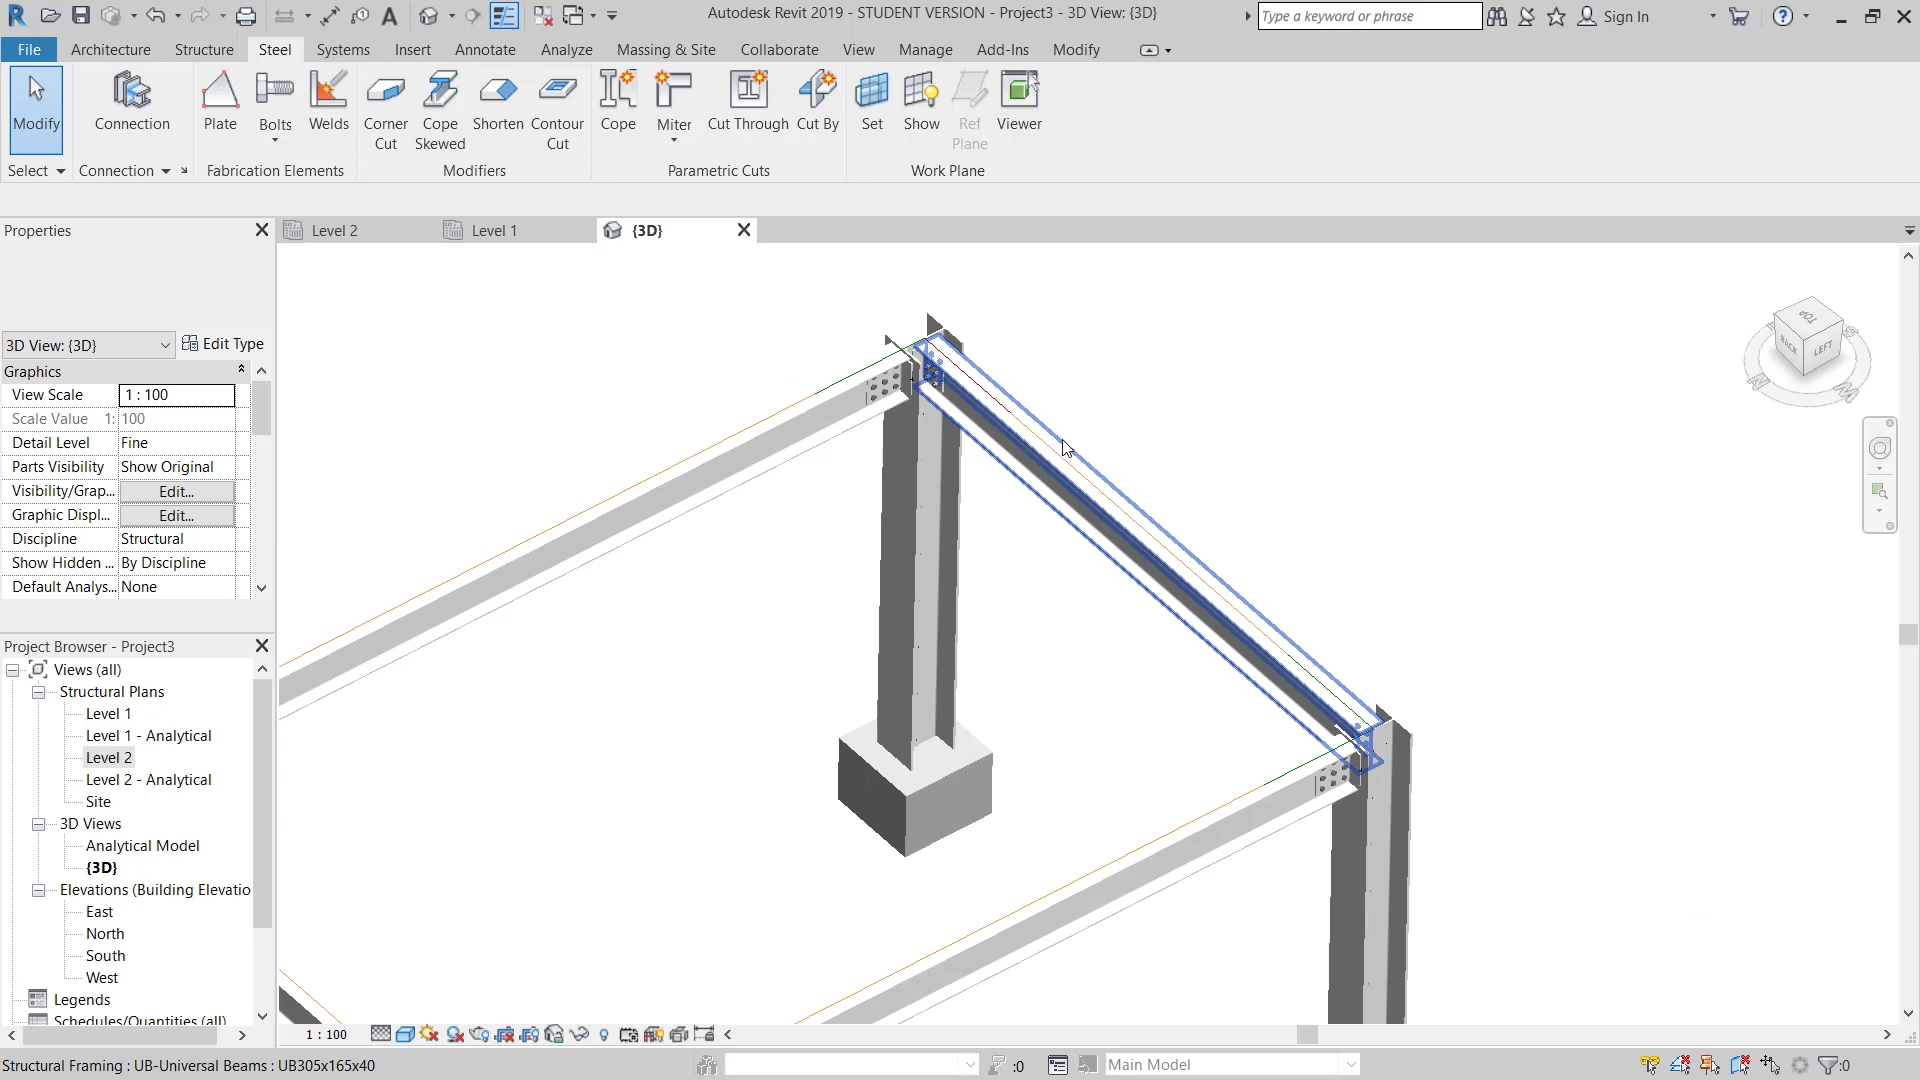 Autodesk Revit 2019 - STUDENT VERSION - Project3 - 3D View: {3D}
Type a keyword or phrase
Sign In
File
Architecture
Structure
Steel
Systems
Insert
Annotate
Analyze
Massing & Site
Collaborate
View
Manage
Add-Ins
Modify
Modify
Connection
Plate
Bolts
Welds
Corner Cut
Cope Skewed
Shorten
Contour Cut
Cope
Miter
Cut Through
Cut By
Set
Show
Ref Plane
Viewer
Select
Connection
Fabrication Elements
Modifiers
Parametric Cuts
Work Plane
Properties
Level 2
Level 1
{3D}
3D View: {3D}
Edit Type
Graphics
View Scale 1 : 100
Scale Value 1: 100
Detail Level Fine
Parts Visibility Show Original
Visibility/Grap... Edit...
Graphic Displ... Edit...
Discipline Structural
Show Hidden ... By Discipline
Default Analys... None
TOP
BACK
LEFT
Project Browser - Project3
Views (all)
Structural Plans
Level 1
Level 1 - Analytical
Level 2
Level 2 - Analytical
Site
3D Views
Analytical Model
{3D}
Elevations (Building Elevatio
East
North
South
West
Legends
Schedules/Quantities (all)
1 : 100
Structural Framing : UB-Universal Beams : UB305x165x40
:0
Main Model
:0